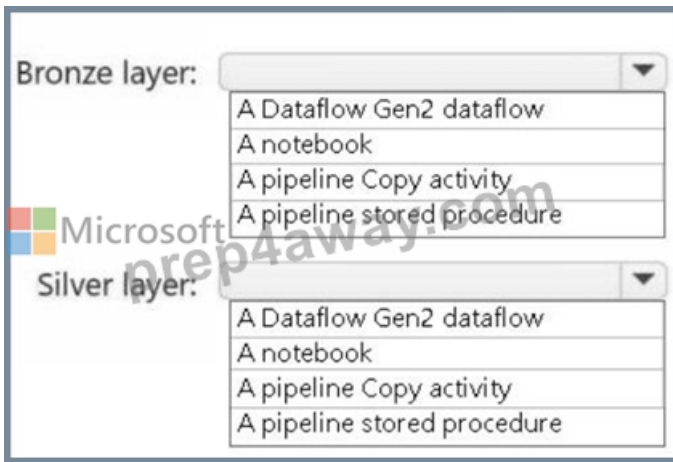 Bronze layer:
A Dataflow Gen2 dataflow
A notebook
A pipeline Copy activity
A pipeline stored procedure
Microsoft
prep4away.com
Silver layer:
A Dataflow Gen2 dataflow
A notebook
A pipeline Copy activity
A pipeline stored procedure